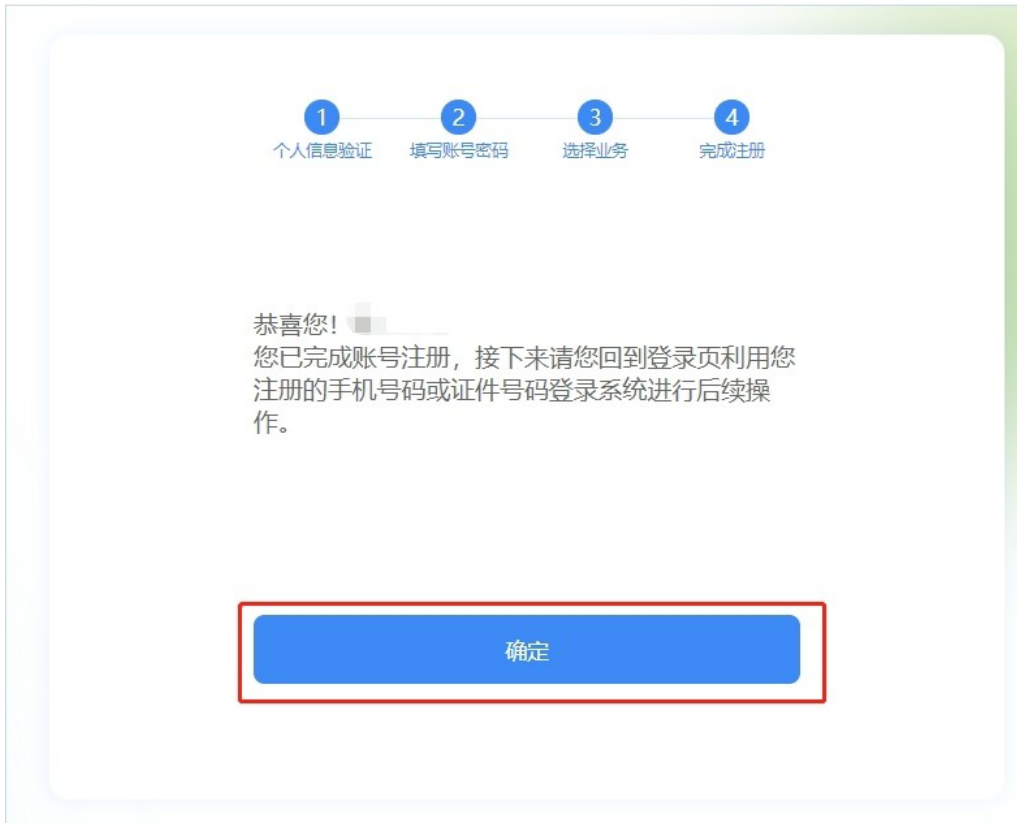 1 2 3 4
个人信息验证 填写账号密码 选择业务 完成注册
恭喜您!
您已完成账号注册，接下来请您回到登录页利用您
注册的手机号码或证件号码登录系统进行后续操
作。
确定